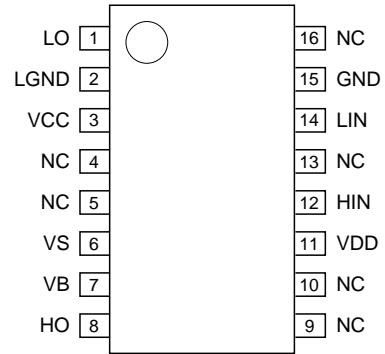 LO 1 16 NC
LGND 2 15 GND
VCC 3 14 LIN
NC 4 13 NC
NC 5 12 HIN
VS 6 11 VDD
VB 7 10 NC
HO 8 9 NC